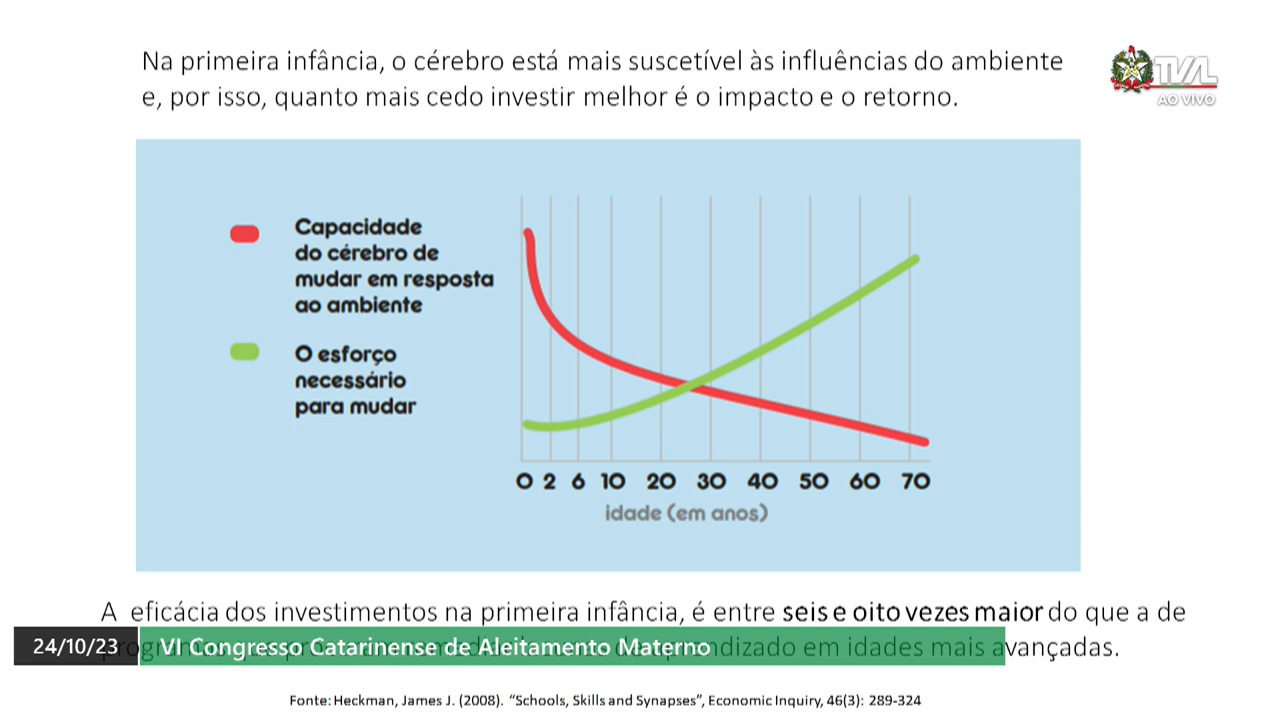 Na primeira infância, o cérebro está mais suscetível às influências do ambiente
e, por isso, quanto mais cedo investir melhor é o impacto e o retorno.
TVAL
AO VIVO
Capacidade
do cérebro de
mudar em resposta
ao ambiente
O esforço
necessário
para mudar
0 2 6 10 20 30 40 50 60 70
idade (em anos)
A eficácia dos investimentos na primeira infância, é entre seis e oito vezes maior do que a de
em idades mais avançadas.
24/10/23 VI Congresso Catarinense de Aleitamento Materno
Fonte: Heckman, James J. (2008). “Schools, Skills and Synapses”, Economic Inquiry, 46(3): 289-324